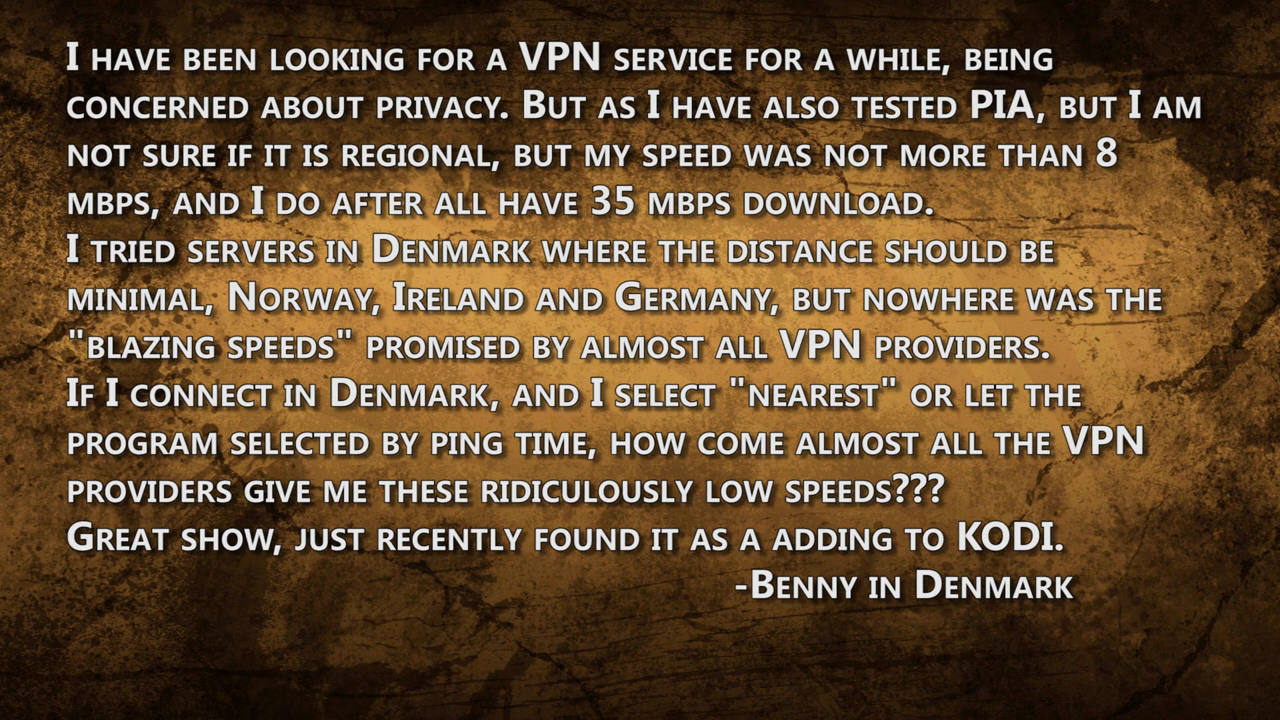 I have been looking for a VPN service for a while, being
concerned about privacy. But as I have also tested PIA, but I am
not sure if it is regional, but my speed was not more than 8
mbps, and I do after all have 35 mbps download.
I tried servers in Denmark where the distance should be
minimal, Norway, Ireland and Germany, but nowhere was the
"blazing speeds" promised by almost all VPN providers.
If I connect in Denmark, and I select "nearest" or let the
program selected by ping time, how come almost all the VPN
providers give me these ridiculously low speeds???
Great show, just recently found it as a adding to KODI.
-Benny in Denmark